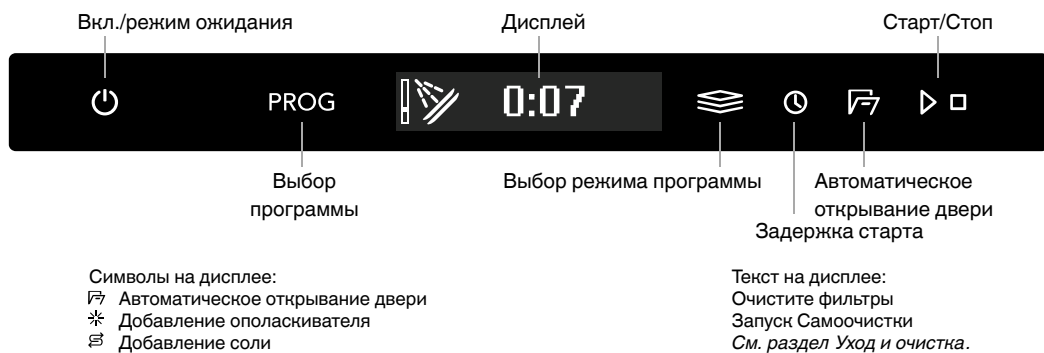 Вкл./режим ожидания
Дисплей
Старт/Стоп
PROG
0:07
Выбор
программы
Выбор режима программы
Автоматическое
открывание двери
Задержка старта
Символы на дисплее:
Автоматическое открывание двери
Добавление ополаскивателя
Добавление соли
Текст на дисплее:
Очистите фильтры
Запуск Самоочистки
См. раздел Уход и очистка.